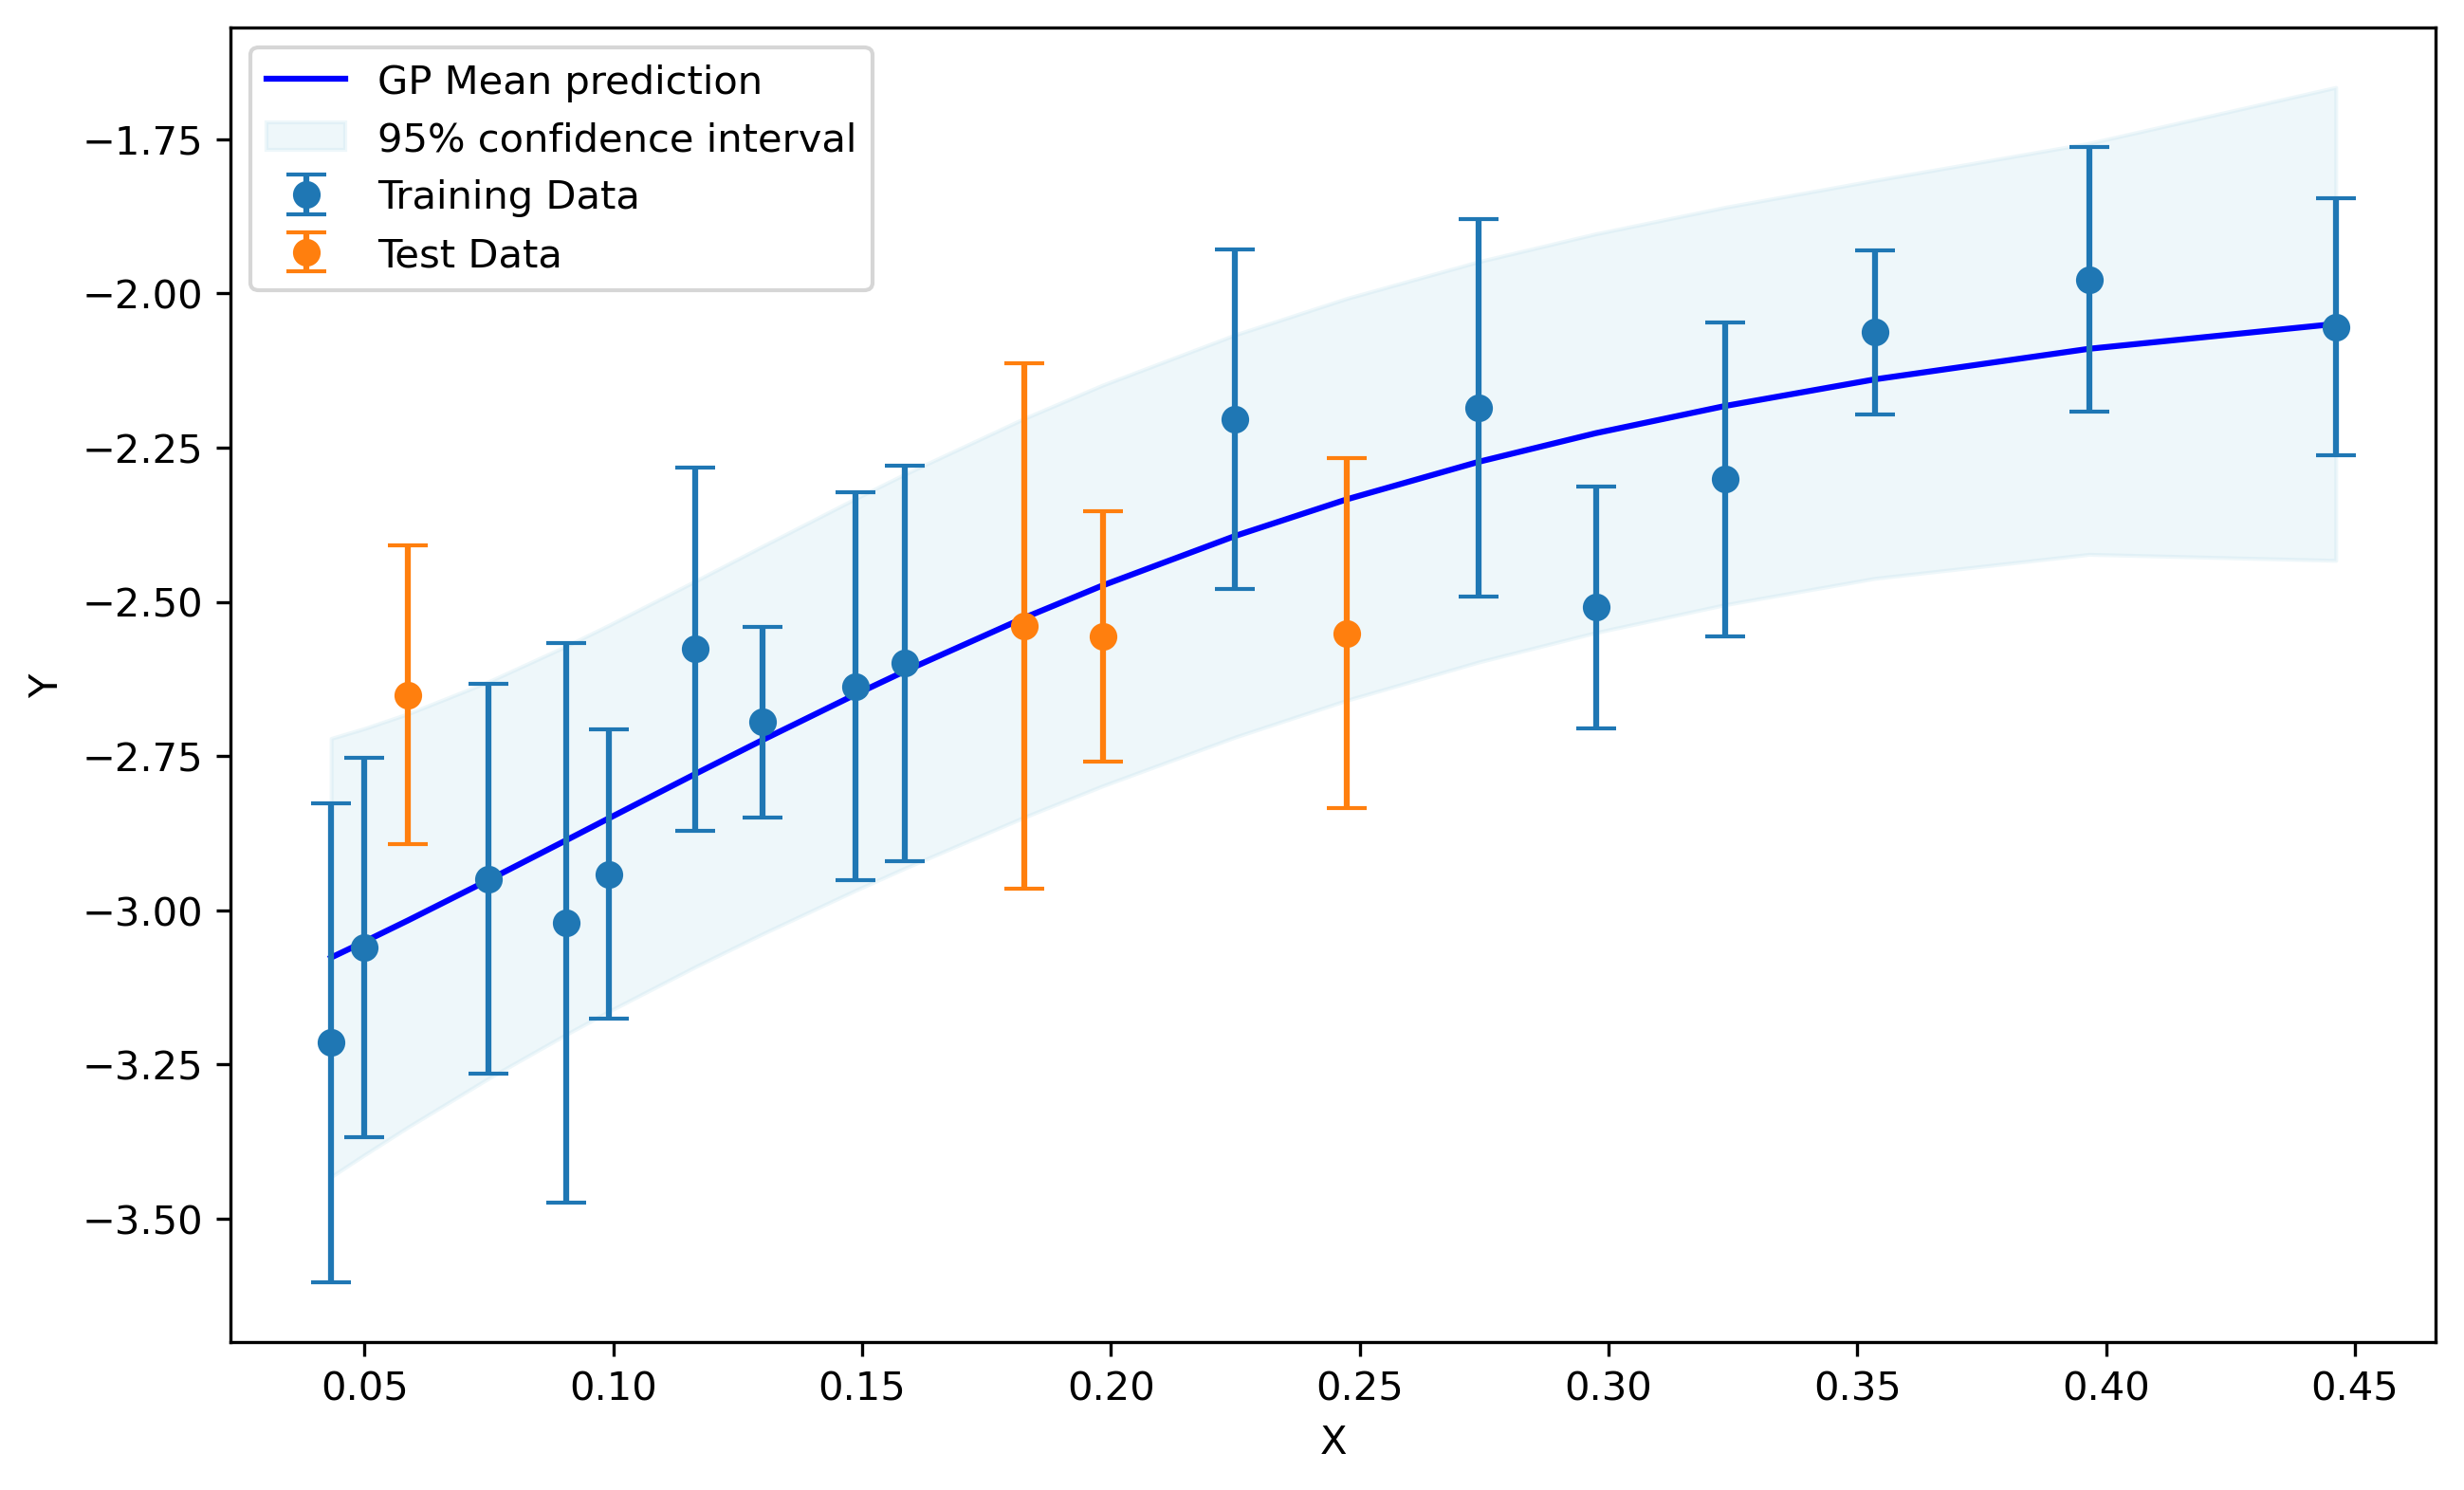 GP Mean prediction
95% confidence interval
Training Data
Test Data
−1.75
−2.00
−2.25
−2.50
−2.75
−3.00
−3.25
−3.50
Y
0.05 0.10 0.15 0.20 0.25 0.30 0.35 0.40 0.45
X